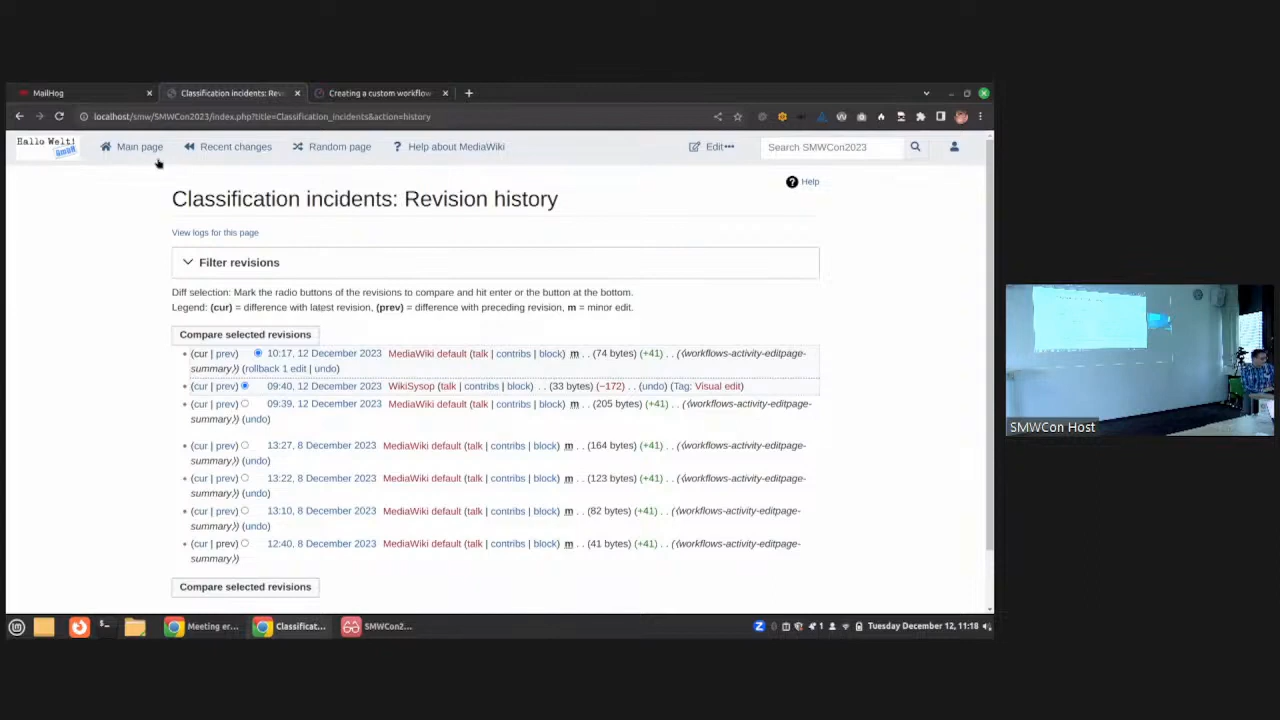 MailHog
Classification incidents: Rev
Creating a custom workflow
localhost/smw/SMWCon2023/index.php?title=Classification_incidents&action=history
Hallo Welt!
GmbH
Main page
Recent changes
Random page
Help about MediaWiki
Edit•••
Search SMWCon2023
Help
Classification incidents: Revision history
View logs for this page
Filter revisions
Diff selection: Mark the radio buttons of the revisions to compare and hit enter or the button at the bottom.
Legend: (cur) = difference with latest revision, (prev) = difference with preceding revision, m = minor edit.
Compare selected revisions
• (cur | prev) 10:17, 12 December 2023 MediaWiki default (talk | contribs | block) m . . (74 bytes) (+41) . . (⧼workflows-activity-editpage-
summary⧽) (rollback 1 edit | undo)
• (cur | prev) 09:40, 12 December 2023 WikiSysop (talk | contribs | block) . . (33 bytes) (−172) . . (undo) (Tag: Visual edit)
• (cur | prev) 09:39, 12 December 2023 MediaWiki default (talk | contribs | block) m . . (205 bytes) (+41) . . (⧼workflows-activity-editpage-
summary⧽) (undo)
• (cur | prev) 13:27, 8 December 2023 MediaWiki default (talk | contribs | block) m . . (164 bytes) (+41) . . (⧼workflows-activity-editpage-
summary⧽) (undo)
• (cur | prev) 13:22, 8 December 2023 MediaWiki default (talk | contribs | block) m . . (123 bytes) (+41) . . (⧼workflows-activity-editpage-
summary⧽) (undo)
• (cur | prev) 13:10, 8 December 2023 MediaWiki default (talk | contribs | block) m . . (82 bytes) (+41) . . (⧼workflows-activity-editpage-
summary⧽) (undo)
• (cur | prev) 12:40, 8 December 2023 MediaWiki default (talk | contribs | block) m . . (41 bytes) (+41) . . (⧼workflows-activity-editpage-
summary⧽)
Compare selected revisions
SMWCon Host
Meeting er...
Classificat...
SMWCon2...
1
Tuesday December 12, 11:18